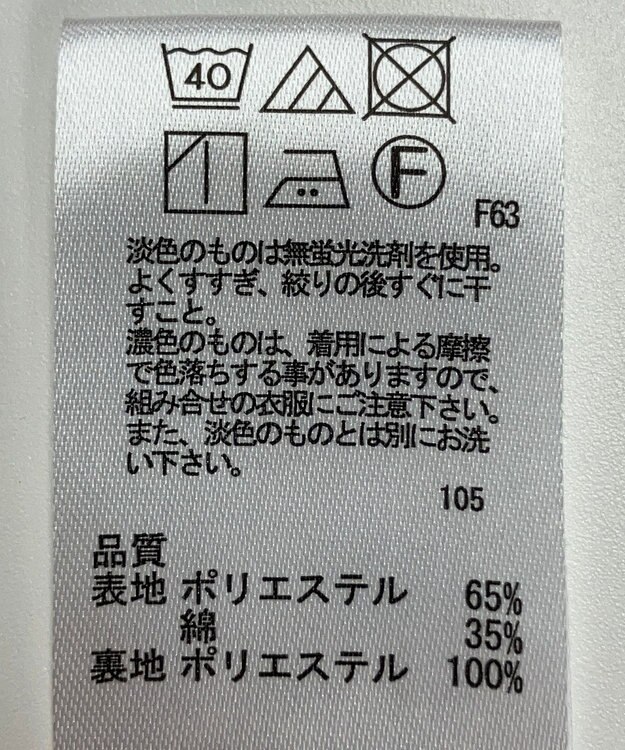 40
F
F63
淡色のものは無蛍光洗剤を使用。
よくすすぎ、絞りの後すぐに干
すこと。
濃色のものは、着用による摩擦
で色落ちする事がありますので、
組み合せの衣服にご注意下さい。
また、淡色のものとは別にお洗
い下さい。
105
品質
表地 ポリエステル 65%
綿 35%
裏地 ポリエステル 100%